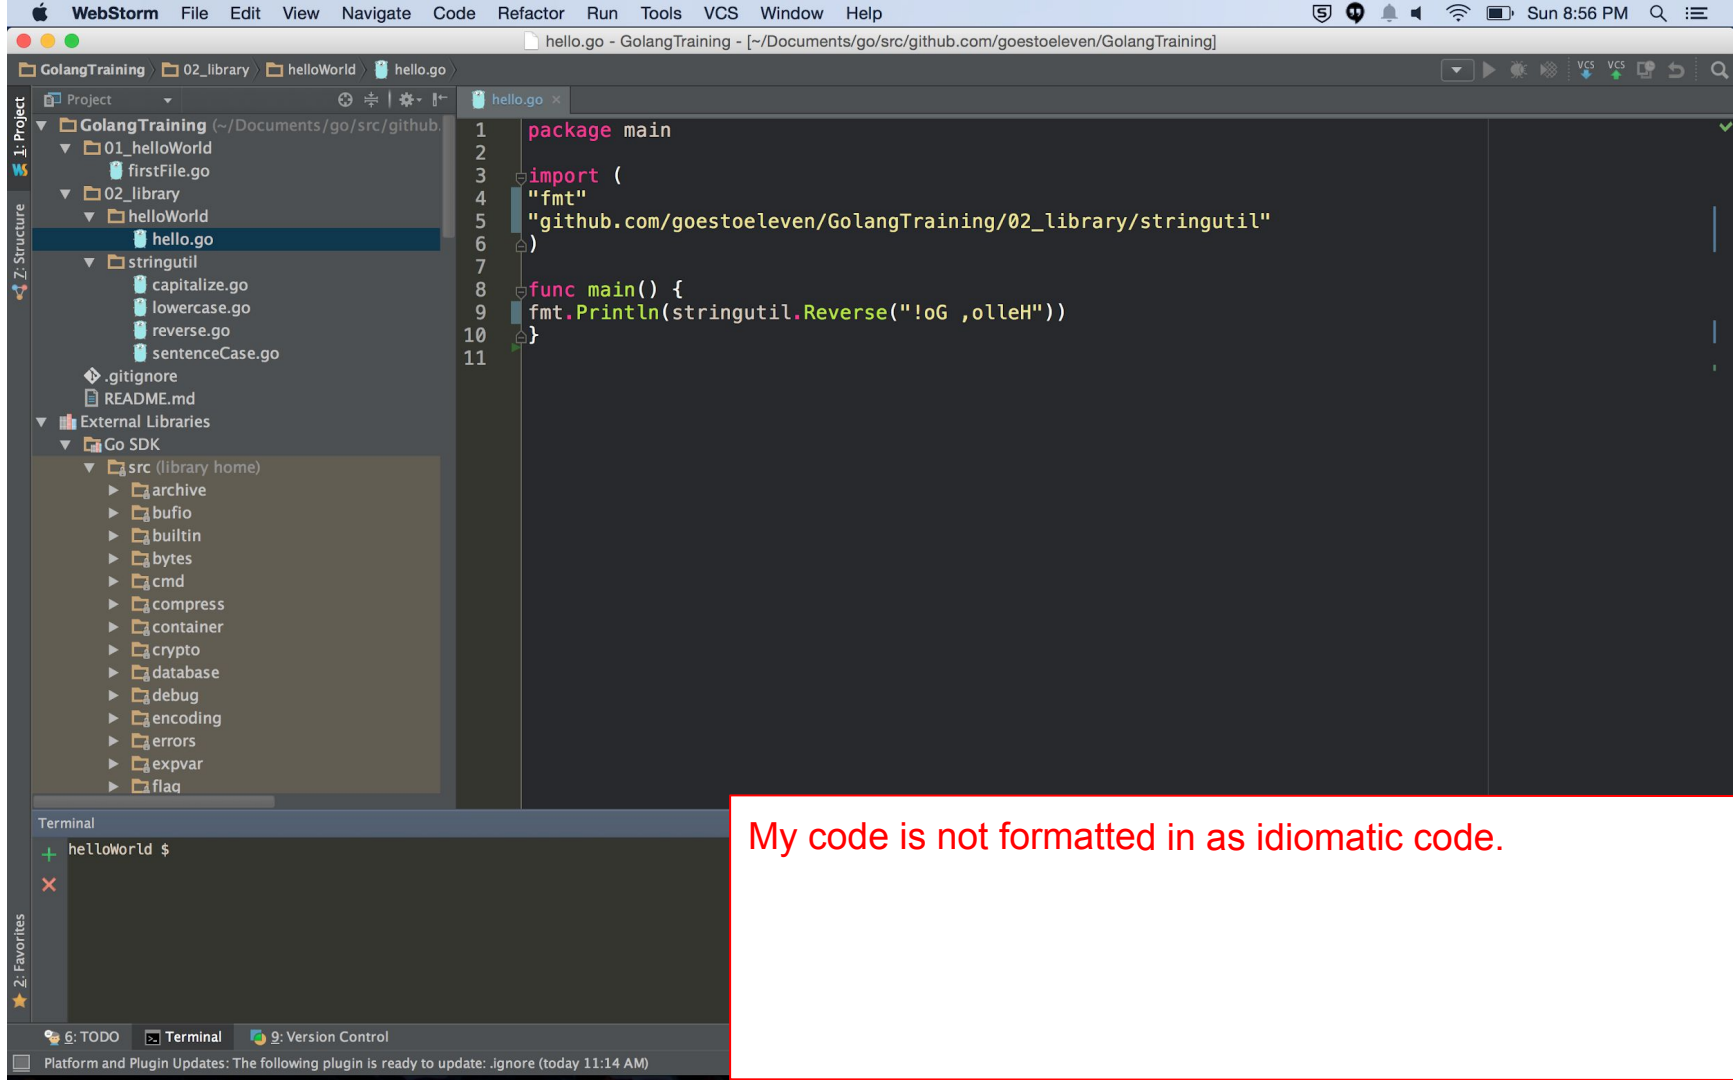 WebStorm File Edit View Navigate Code Refactor Run Tools VCS Window Help Sun 8:56 PM
hello.go - GolangTraining - [~/Documents/go/src/github.com/goestoeleven/GolangTraining]
GolangTraining 02_library helloWorld hello.go VCS VCS
1: Project
Z: Structure
2: Favorites
Project
GolangTraining (~/Documents/go/src/github.
01_helloWorld
firstFile.go
02_library
helloWorld
hello.go
stringutil
capitalize.go
lowercase.go
reverse.go
sentenceCase.go
.gitignore
README.md
External Libraries
Go SDK
src (library home)
archive
bufio
builtin
bytes
cmd
compress
container
crypto
database
debug
encoding
errors
expvar
flag
hello.go
1 package main
2
3 import (
4 "fmt"
5 "github.com/goestoeleven/GolangTraining/02_library/stringutil"
6 )
7
8 func main() {
9 fmt.Println(stringutil.Reverse("!oG ,olleH"))
10 }
11
Terminal
helloWorld $
My code is not formatted in as idiomatic code.
6: TODO Terminal 9: Version Control
Platform and Plugin Updates: The following plugin is ready to update: .ignore (today 11:14 AM)